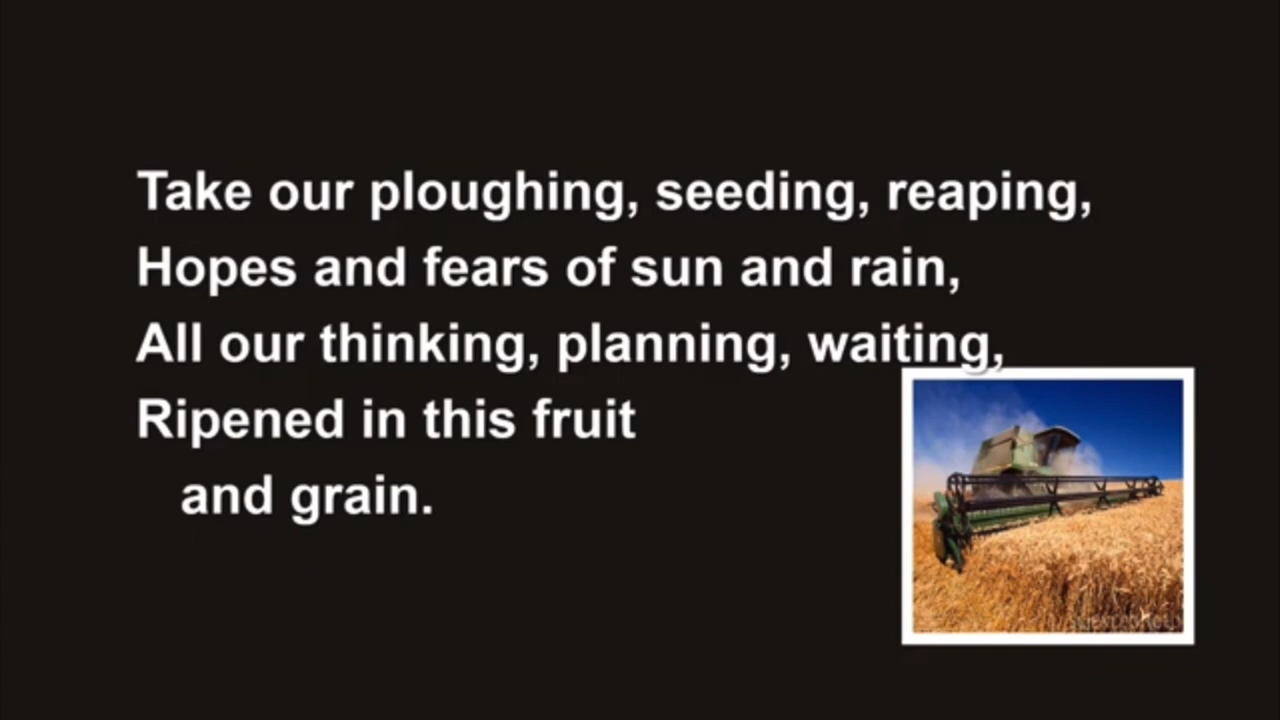 Take our ploughing, seeding, reaping,
Hopes and fears of sun and rain,
All our thinking, planning, waiting,
Ripened in this fruit
and grain.